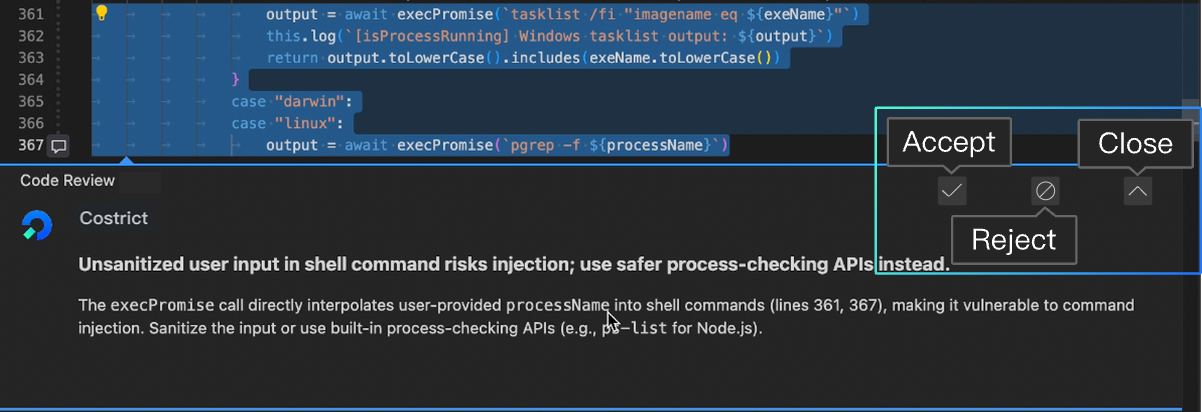 361 output = await execPromise(`tasklist /fi "imagename eq ${exeName}"`)
362 this.log(`[isProcessRunning] Windows tasklist output: ${output}`)
363 return output.toLowerCase().includes(exeName.toLowerCase())
364 }
365 case "darwin":
366 case "linux":
367 output = await execPromise(`pgrep -f ${processName}`)
Accept
Close
Reject
Code Review
Costrict
Unsanitized user input in shell command risks injection; use safer process-checking APIs instead.
The execPromise call directly interpolates user-provided processName into shell commands (lines 361, 367), making it vulnerable to command
injection. Sanitize the input or use built-in process-checking APIs (e.g., ps-list for Node.js).